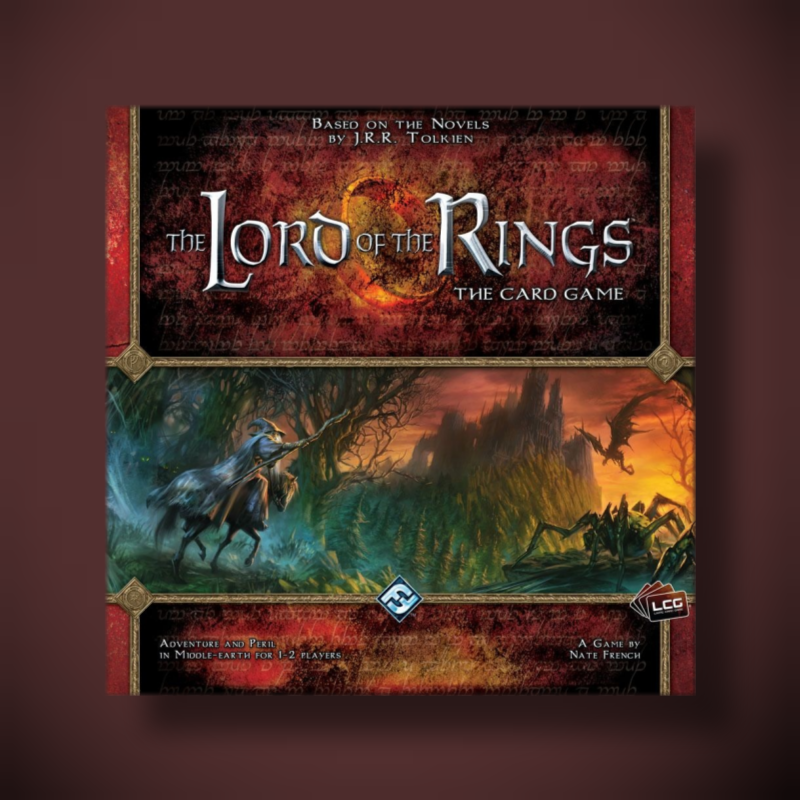 Based on the Novels
by J.R.R. Tolkien
The Lord of the Rings
The Card Game
LCG
Adventure and Peril
in Middle-earth for 1-2 players
A Game by
Nate French